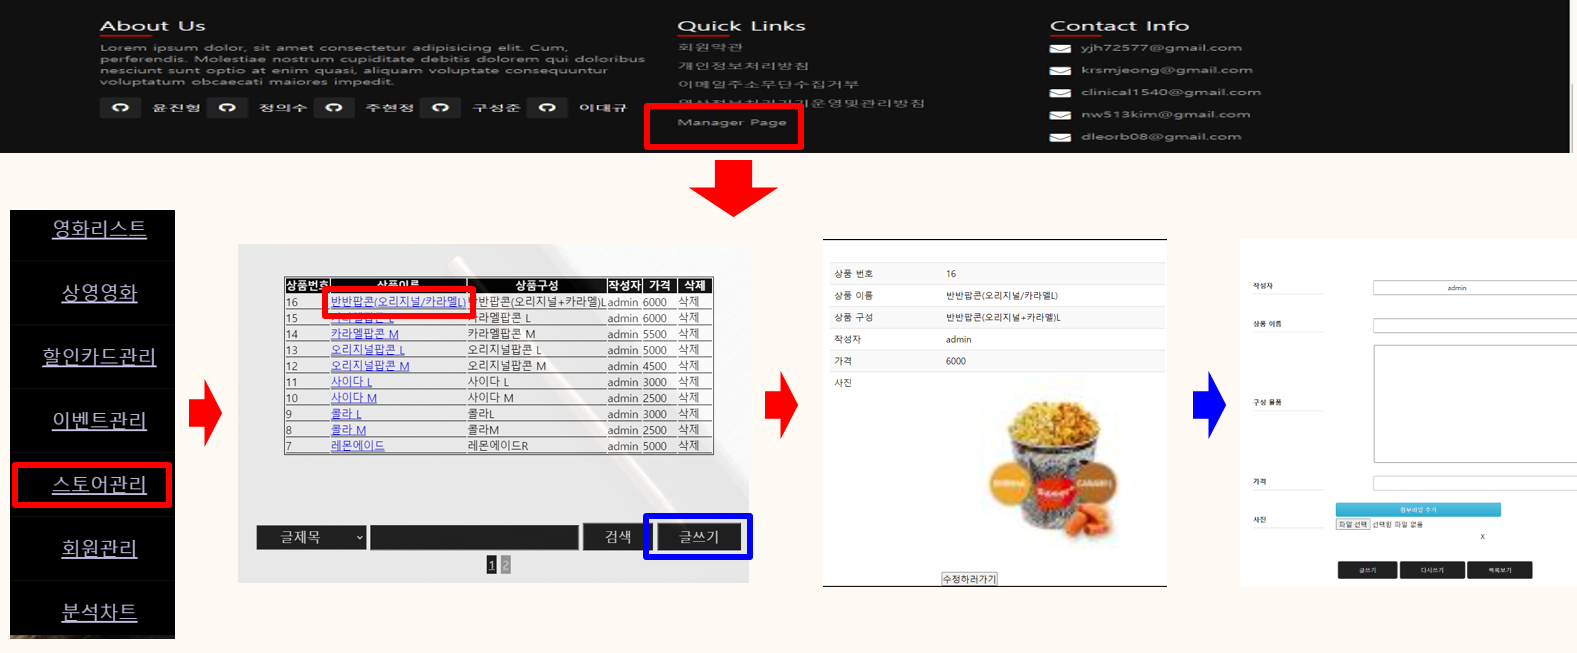 About Us
Lorem ipsum dolor, sit amet consectetur adipisicing elit. Cum,
perferendis. Molestiae nostrum cupiditate debitis dolorem qui doloribus
nesciunt sunt optio at enim quasi, aliquam voluptate consequuntur
voluptatum obcaecati maiores impedit.
윤진형 정의수 주현정 구성준 이대규
Quick Links
회원약관
개인정보처리방침
이메일주소무단수집거부
운영및관리방침
Manager Page
Contact Info
yjh72577@gmail.com
krsmjeong@gmail.com
clinical1540@gmail.com
nw513kim@gmail.com
dleorb08@gmail.com
영화리스트
상영영화
할인카드관리
이벤트관리
스토어관리
회원관리
분석차트
상품번호 상품이름 상품구성 작성자 가격 삭제
16 반반팝콘(오리지널/카라멜L) 반반팝콘(오리지널+카라멜)L admin 6000 삭제
15 카라멜팝콘 L 카라멜팝콘 L admin 6000 삭제
14 카라멜팝콘 M 카라멜팝콘 M admin 5500 삭제
13 오리지널팝콘 L 오리지널팝콘 L admin 5000 삭제
12 오리지널팝콘 M 오리지널팝콘 M admin 4500 삭제
11 사이다 L 사이다 L admin 3000 삭제
10 사이다 M 사이다 M admin 2500 삭제
9 콜라 L 콜라L admin 3000 삭제
8 콜라 M 콜라M admin 2500 삭제
7 레몬에이드 레몬에이드R admin 5000 삭제
글제목 검색 글쓰기
1 2
상품 번호 16
상품 이름 반반팝콘(오리지널/카라멜L)
상품 구성 반반팝콘(오리지널+카라멜)L
작성자 admin
가격 6000
사진
수정하러가기
작성자 admin
상품 이름
구성 물품
가격
첨부파일 추가
사진 파일 선택 선택된 파일 없음
X
글쓰기 다시쓰기 목록보기